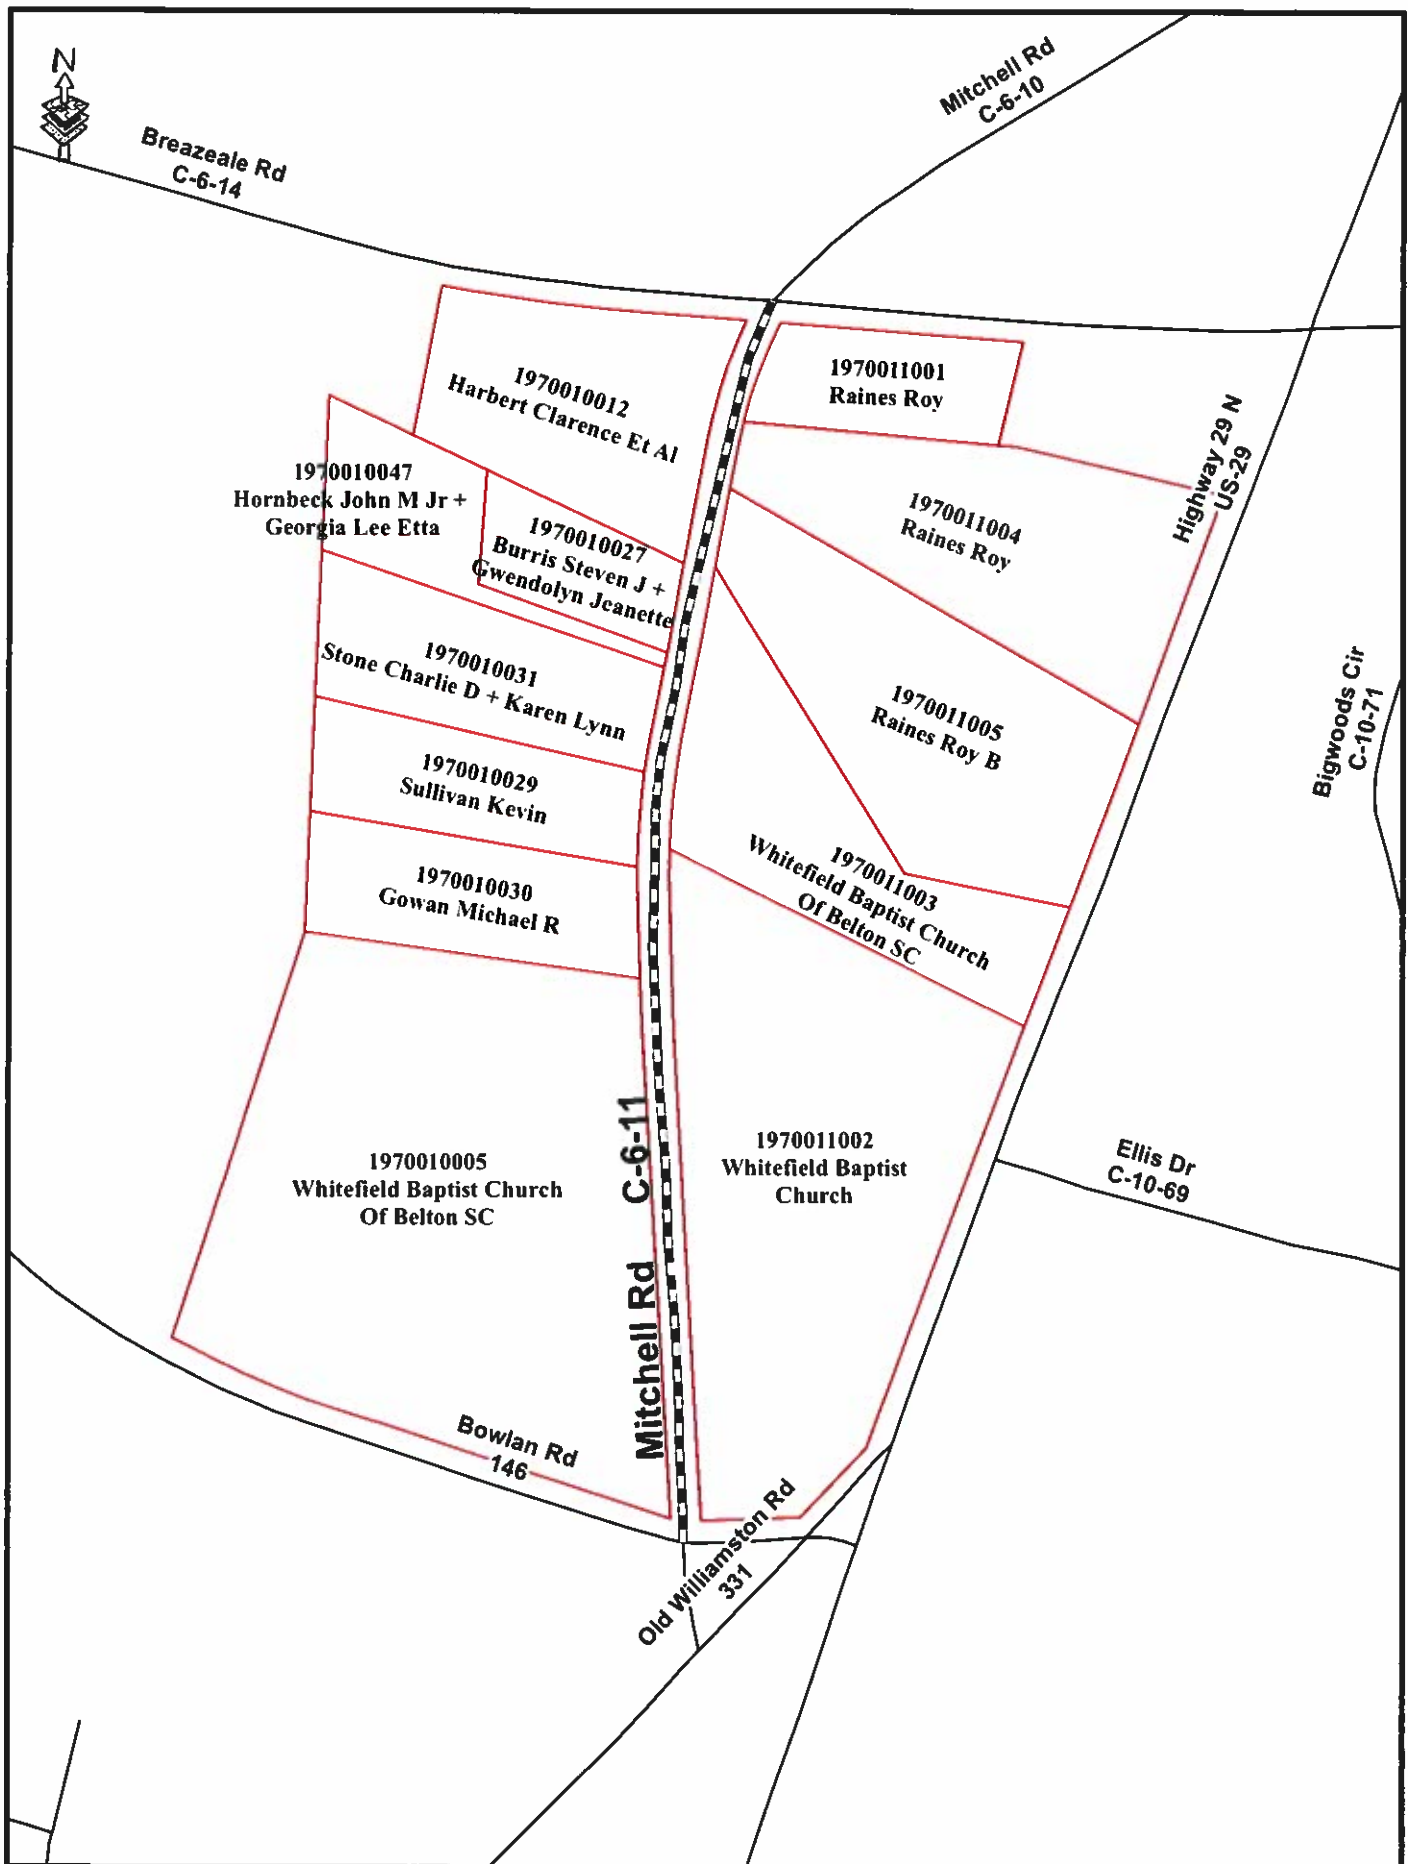 N
Mitchell Rd
C-6-10
Breazeale Rd
C-6-14
1970010012
Harbert Clarence Et Al
1970011001
Raines Roy
Highway 29 N
US-29
1970010047
Hornbeck John M Jr +
Georgia Lee Etta
1970010027
Burris Steven J +
Gwendolyn Jeanette
1970011004
Raines Roy
1970010031
Stone Charlie D + Karen Lynn
1970011005
Raines Roy B
Bigwoods Cir
C-10-71
1970010029
Sullivan Kevin
1970010030
Gowan Michael R
1970011003
Whitefield Baptist Church
Of Belton SC
1970010005
Whitefield Baptist Church
Of Belton SC
Mitchell Rd C-6-11
1970011002
Whitefield Baptist
Church
Ellis Dr
C-10-69
Bowlan Rd
146
Old Williamston Rd
331